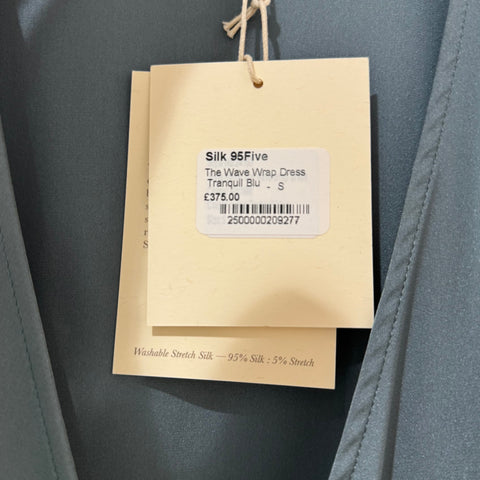 Silk 95Five
The Wave Wrap Dress
Tranquil Blu - S
£375.00
2500000209277
Washable Stretch Silk — 95% Silk : 5% Stretch